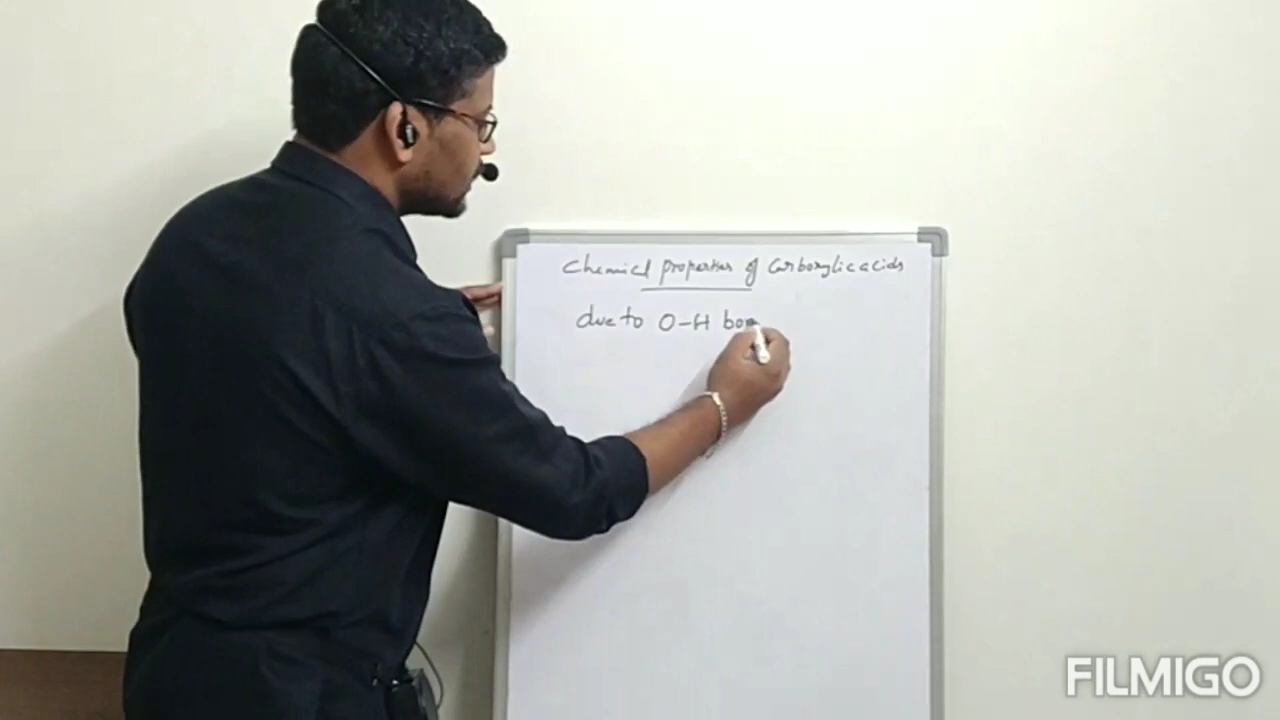 Chemical properties of Carboxylic acids
due to O-H bon
FILMIGO